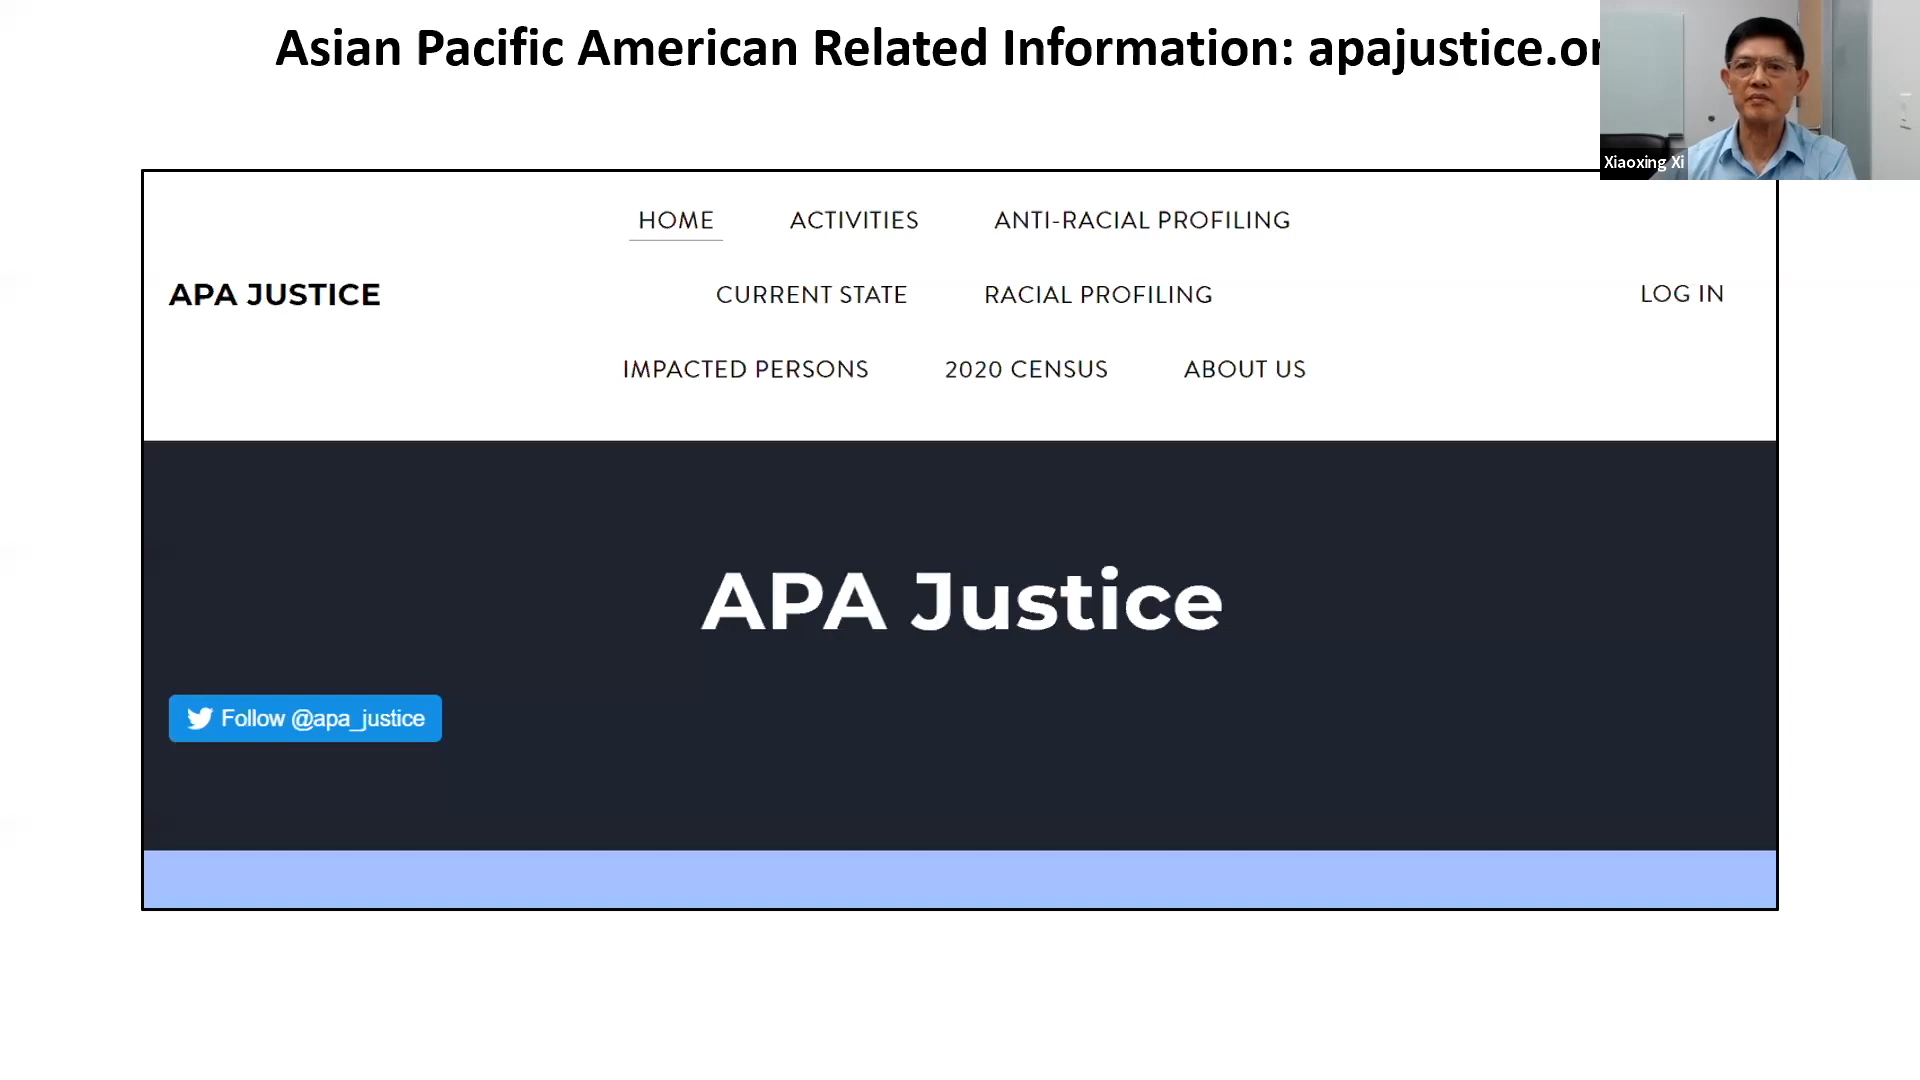 Asian Pacific American Related Information: apajustice.or
Xiaoxing Xi
HOME ACTIVITIES ANTI-RACIAL PROFILING
APA JUSTICE CURRENT STATE RACIAL PROFILING LOG IN
IMPACTED PERSONS 2020 CENSUS ABOUT US
APA Justice
Follow @apa_justice